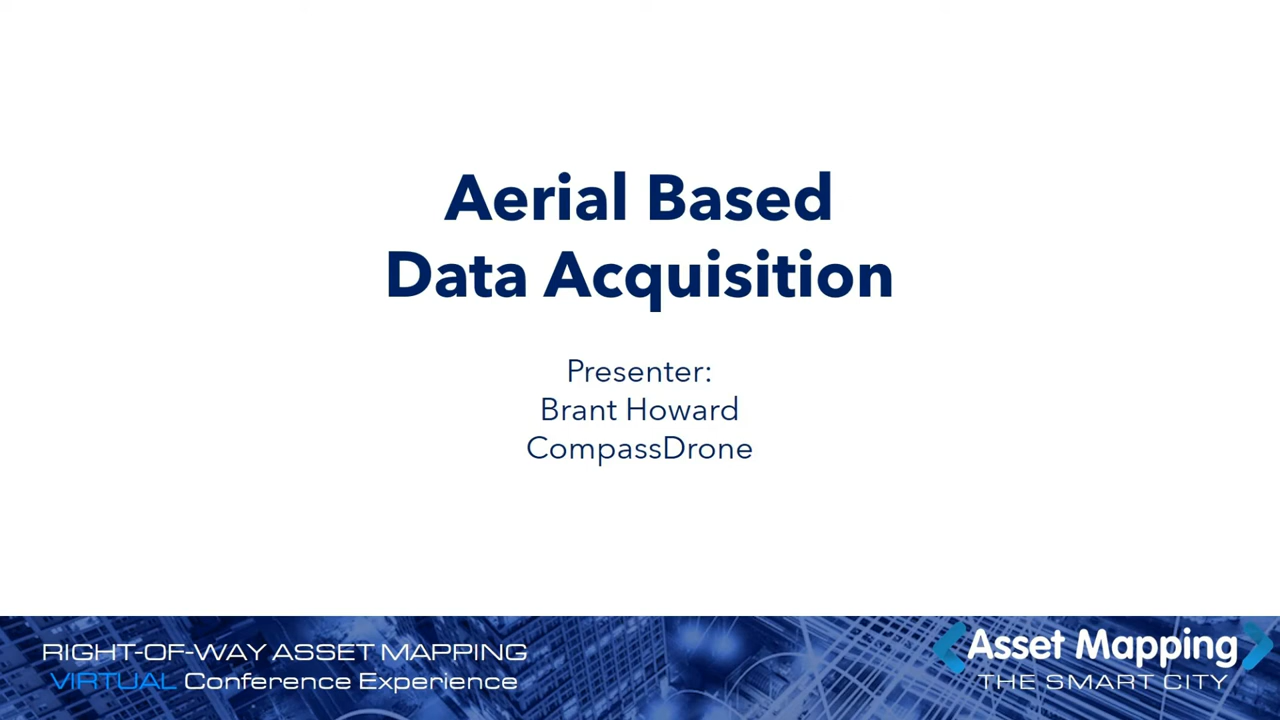 Aerial Based
Data Acquisition
Presenter:
Brant Howard
CompassDrone
RIGHT-OF-WAY ASSET MAPPING
VIRTUAL Conference Experience
Asset Mapping
THE SMART CITY